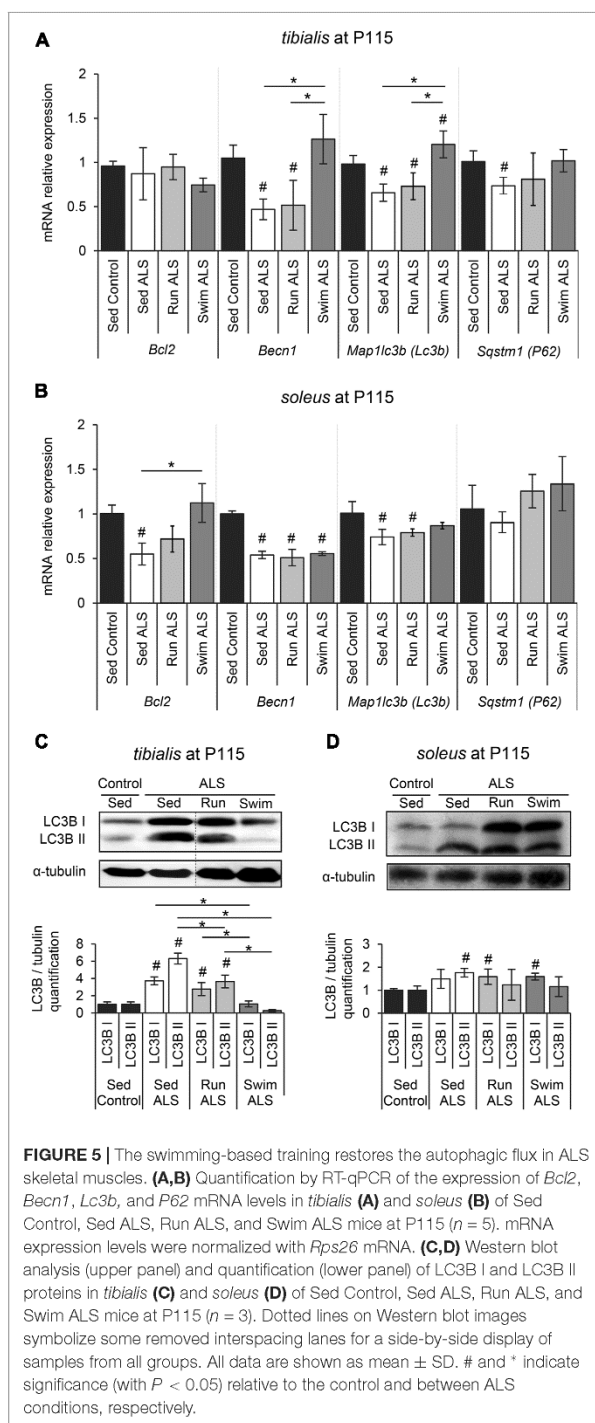 A
tibialis at P115
mRNA relative expression
2
1.5
1
0.5
0
* * * *
# # # # # #
Sed Control Sed ALS Run ALS Swim ALS Sed Control Sed ALS Run ALS Swim ALS Sed Control Sed ALS Run ALS Swim ALS Sed Control Sed ALS Run ALS Swim ALS
Bcl2 Becn1 Map1lc3b (Lc3b) Sqstm1 (P62)
B
soleus at P115
mRNA relative expression
2
1.5
1
0.5
0
*
# # # # # #
Sed Control Sed ALS Run ALS Swim ALS Sed Control Sed ALS Run ALS Swim ALS Sed Control Sed ALS Run ALS Swim ALS Sed Control Sed ALS Run ALS Swim ALS
Bcl2 Becn1 Map1lc3b (Lc3b) Sqstm1 (P62)
C
tibialis at P115
Control ALS
Sed Sed Run Swim
LC3B I
LC3B II
α-tubulin
LC3B / tubulin
quantification
8
6
4
2
0
* * * * *
# # # #
LC3B I LC3B II LC3B I LC3B II LC3B I LC3B II LC3B I LC3B II
Sed Control Sed ALS Run ALS Swim ALS
D
soleus at P115
Control ALS
Sed Sed Run Swim
LC3B I
LC3B II
α-tubulin
LC3B / tubulin
quantification
4
3
2
1
0
# # #
LC3B I LC3B II LC3B I LC3B II LC3B I LC3B II LC3B I LC3B II
Sed Control Sed ALS Run ALS Swim ALS
FIGURE 5 | The swimming-based training restores the autophagic flux in ALS
skeletal muscles. (A,B) Quantification by RT-qPCR of the expression of Bcl2,
Becn1, Lc3b, and P62 mRNA levels in tibialis (A) and soleus (B) of Sed
Control, Sed ALS, Run ALS, and Swim ALS mice at P115 (n = 5). mRNA
expression levels were normalized with Rps26 mRNA. (C,D) Western blot
analysis (upper panel) and quantification (lower panel) of LC3B I and LC3B II
proteins in tibialis (C) and soleus (D) of Sed Control, Sed ALS, Run ALS, and
Swim ALS mice at P115 (n = 3). Dotted lines on Western blot images
symbolize some removed interspacing lanes for a side-by-side display of
samples from all groups. All data are shown as mean ± SD. # and * indicate
significance (with P < 0.05) relative to the control and between ALS
conditions, respectively.